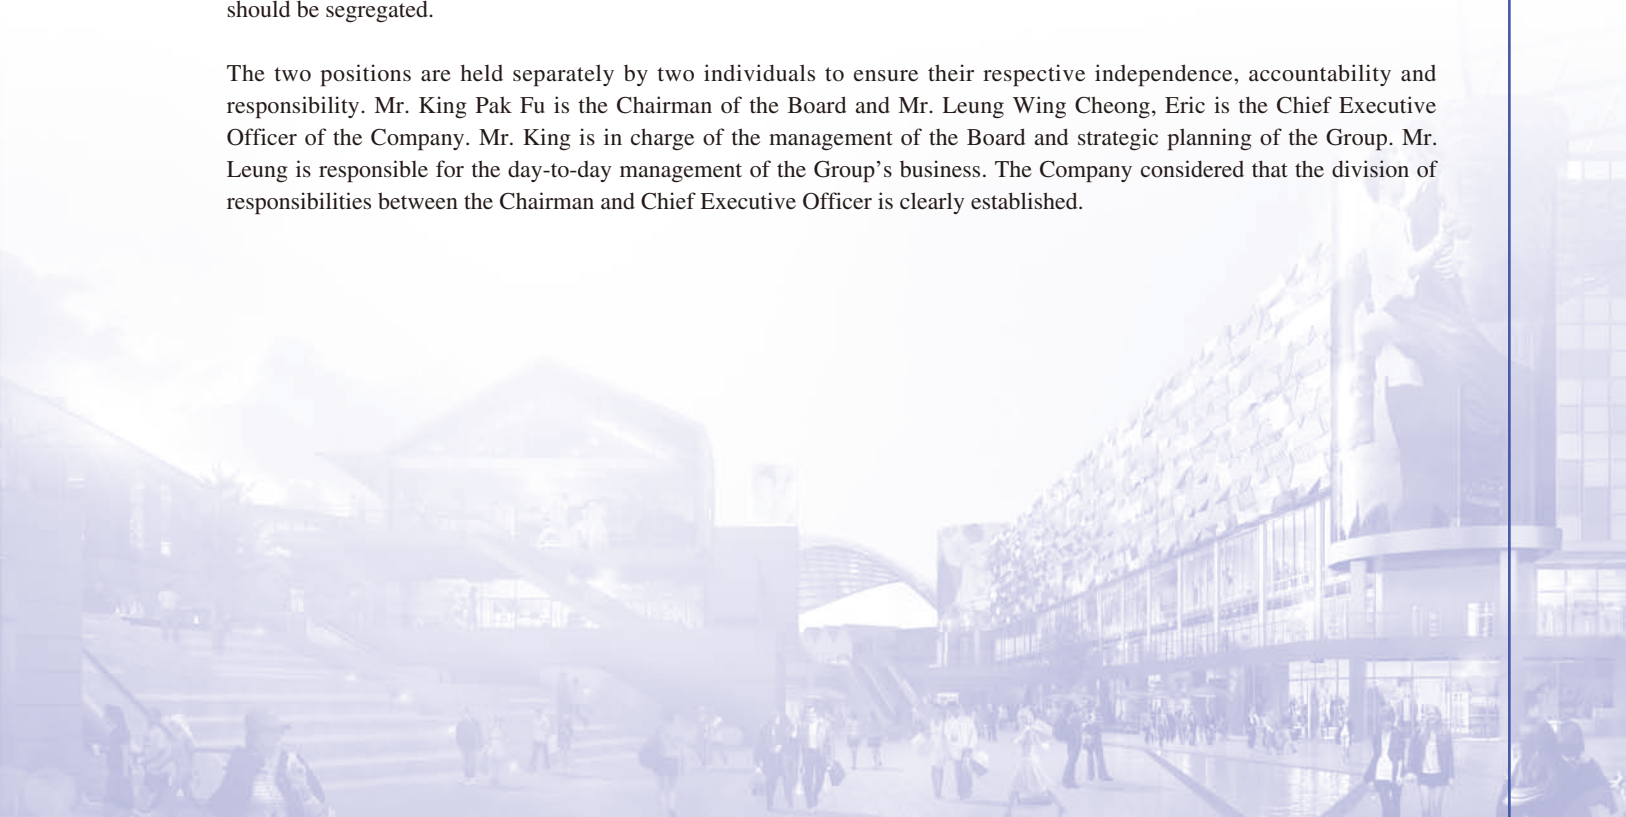 should be segregated.
The two positions are held separately by two individuals to ensure their respective independence, accountability and
responsibility. Mr. King Pak Fu is the Chairman of the Board and Mr. Leung Wing Cheong, Eric is the Chief Executive
Officer of the Company. Mr. King is in charge of the management of the Board and strategic planning of the Group. Mr.
Leung is responsible for the day-to-day management of the Group’s business. The Company considered that the division of
responsibilities between the Chairman and Chief Executive Officer is clearly established.